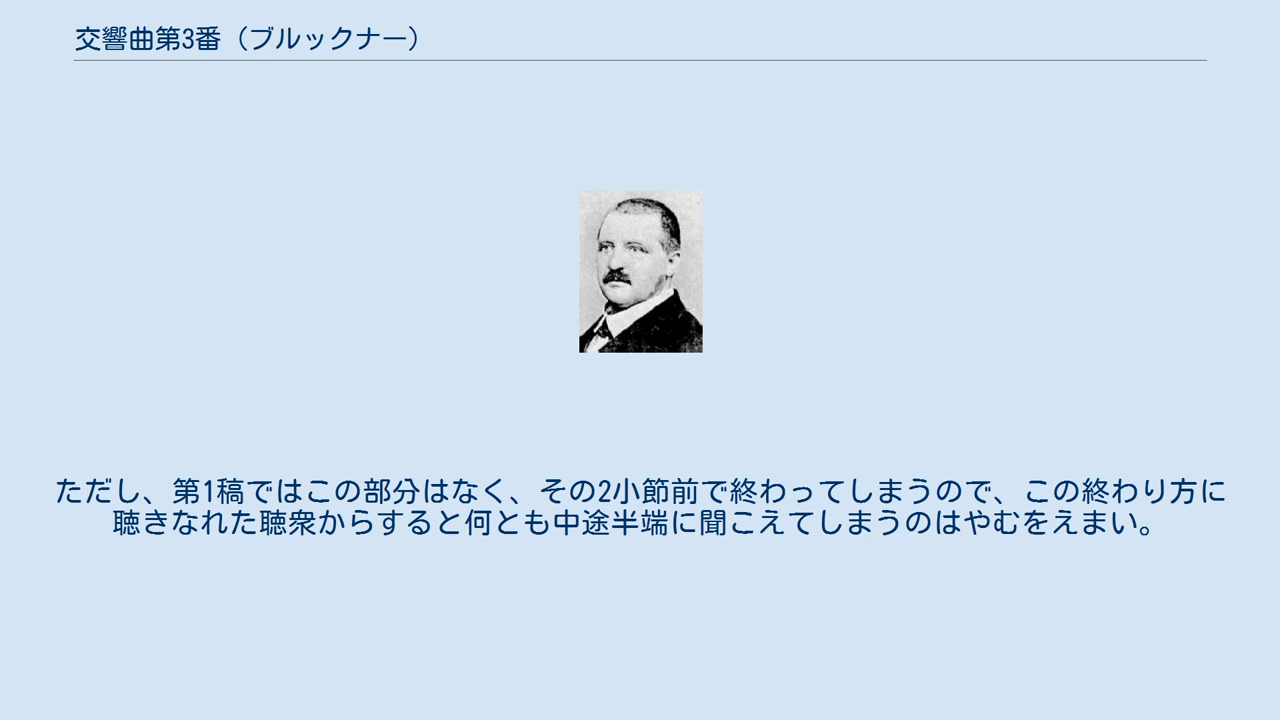 交響曲第3番（ブルックナー）
ただし、第1稿ではこの部分はなく、その2小節前で終わってしまうので、この終わり方に
聴きなれた聴衆からすると何とも中途半端に聞こえてしまうのはやむをえまい。